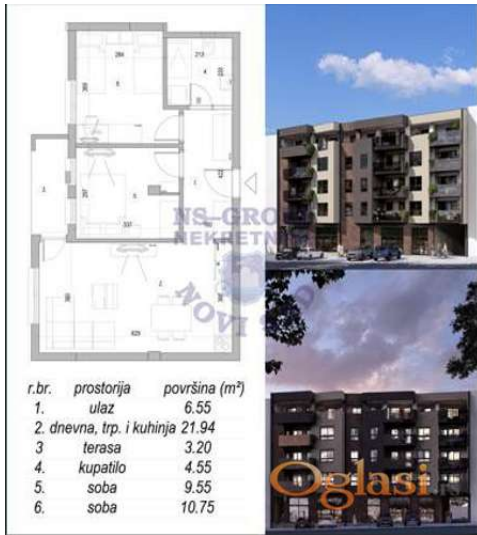 NS-GROUP
NEKRETNINE
NOVI SAD
r.br. prostorija površina (m²)
1. ulaz 6.55
2. dnevna, trp. i kuhinja 21.94
3 terasa 3.20
4. kupatilo 4.55
5. soba 9.55
6. soba 10.75
Oglasi